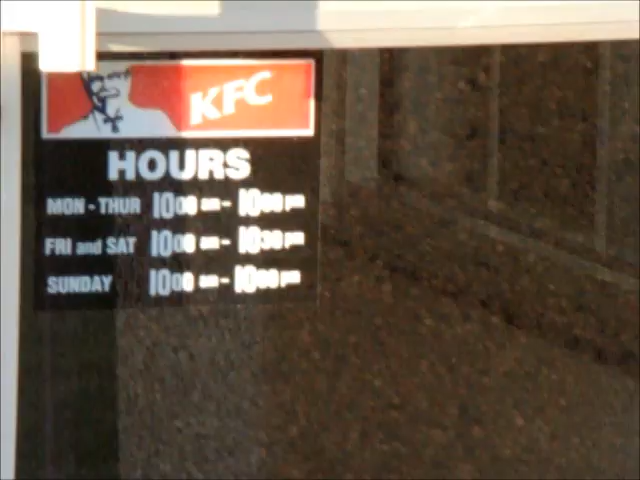 KFC
HOURS
MON - THUR 10:00 am - 10:00 pm
FRI and SAT 10:00 am - 10:30 pm
SUNDAY 10:00 am - 10:00 pm